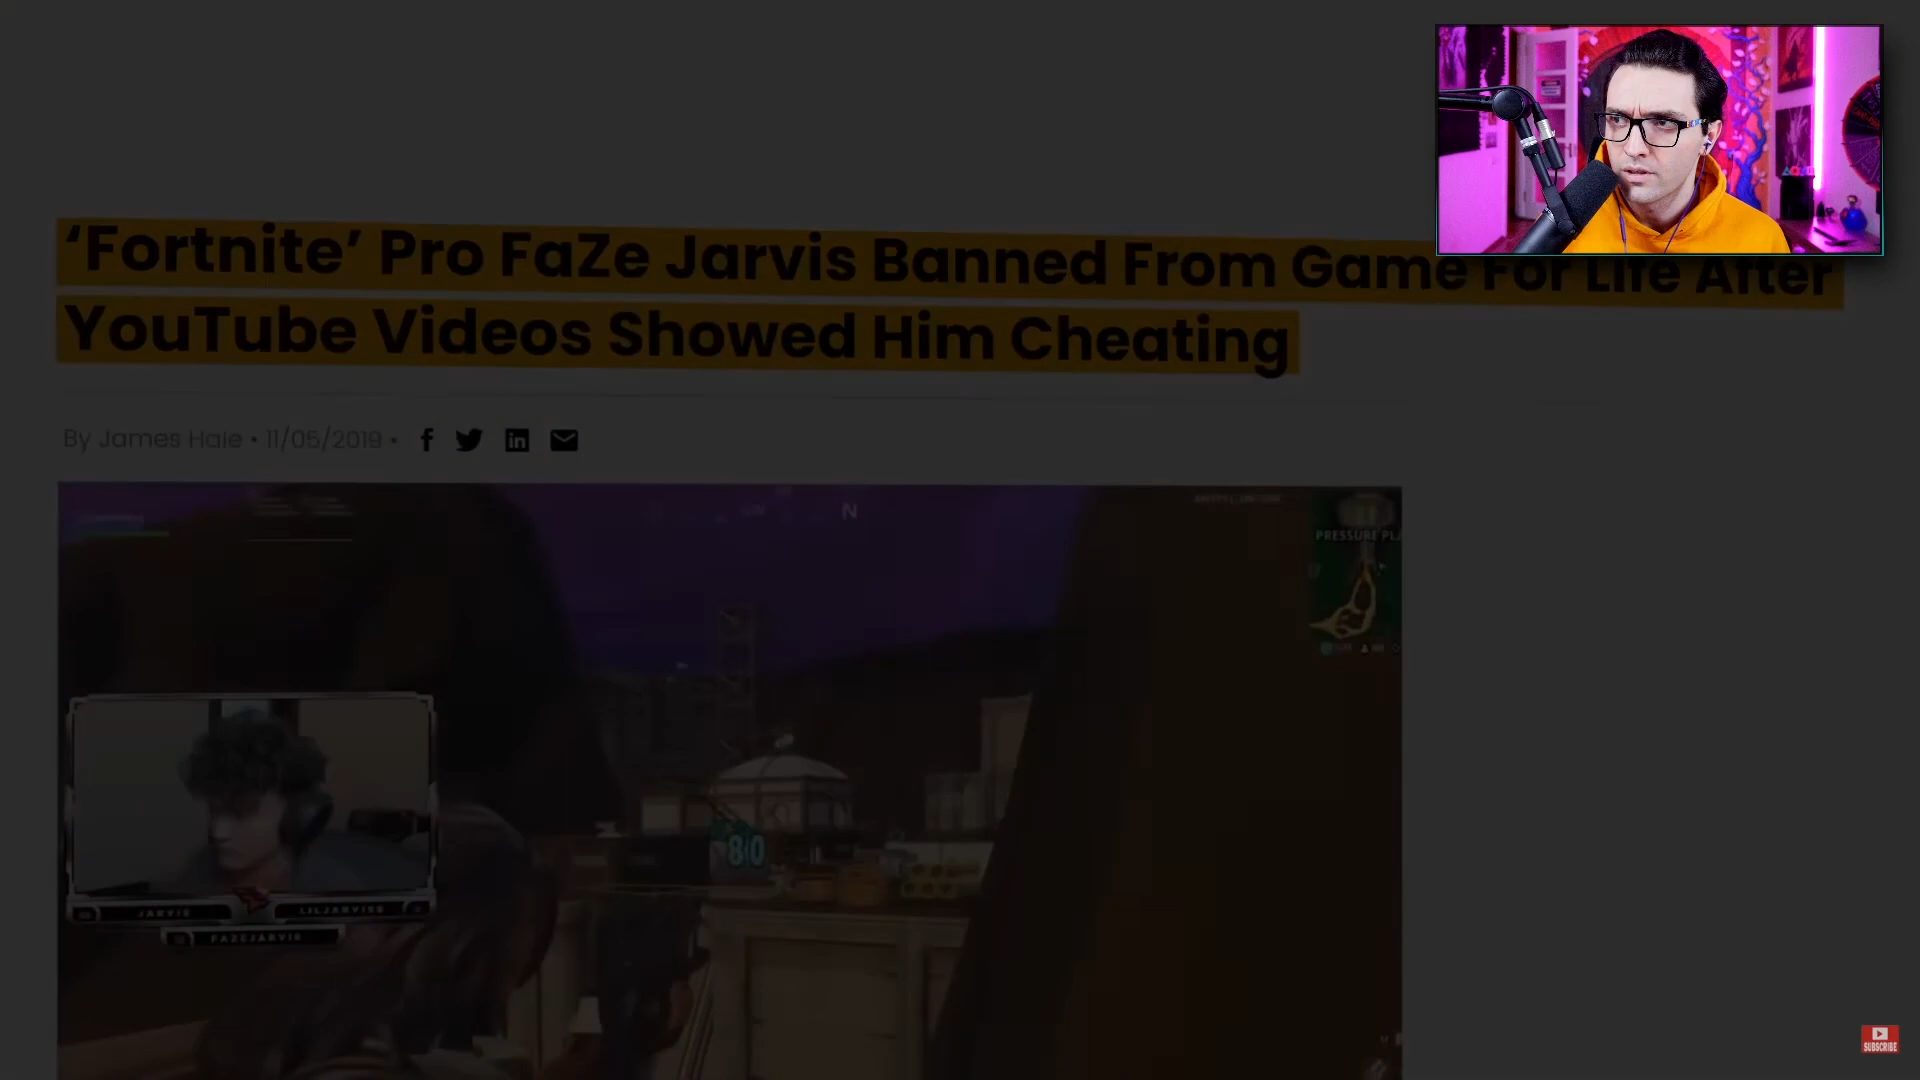 ‘Fortnite’ Pro FaZe Jarvis Banned From Game For Life After
YouTube Videos Showed Him Cheating
By James Hale • 11/05/2019 •
N
PRESSURE PL
80
JARVIS
LILJARVISS
FAZEJARVIS
SUBSCRIBE